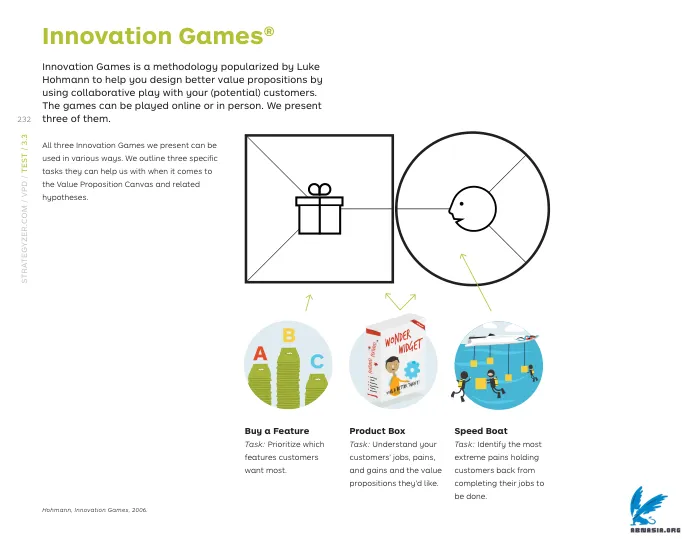 Innovation Games®
Innovation Games is a methodology popularized by Luke
Hohmann to help you design better value propositions by
using collaborative play with your (potential) customers.
The games can be played online or in person. We present
three of them.
232
STRATEGYZER.COM / VPD / TEST / 3.3
All three Innovation Games we present can be
used in various ways. We outline three specific
tasks they can help us with when it comes to
the Value Proposition Canvas and related
hypotheses.
A
B
C
WONDER
WIDGET
Buy a Feature
Task: Prioritize which
features customers
want most.
Product Box
Task: Understand your
customers' jobs, pains,
and gains and the value
propositions they'd like.
Speed Boat
Task: Identify the most
extreme pains holding
customers back from
completing their jobs to
be done.
Hohmann, Innovation Games, 2006.
ABNASIA.ORG